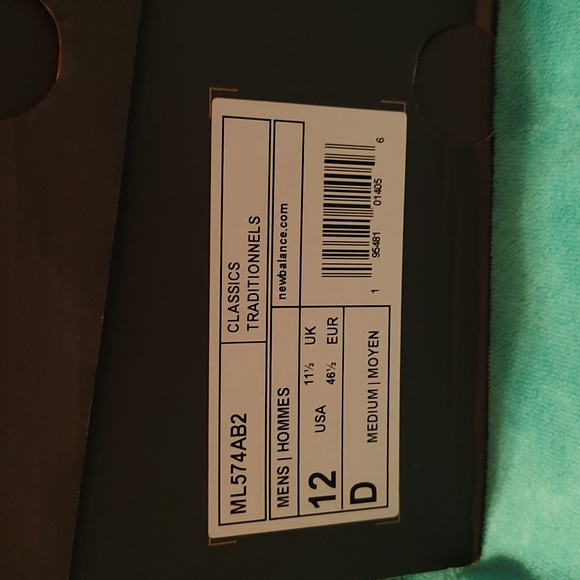 ML574AB2
CLASSICS
TRADITIONNELS
MENS | HOMMES
newbalance.com
12 USA 11½ UK
46½ EUR
D MEDIUM | MOYEN
1 95481 01405 6